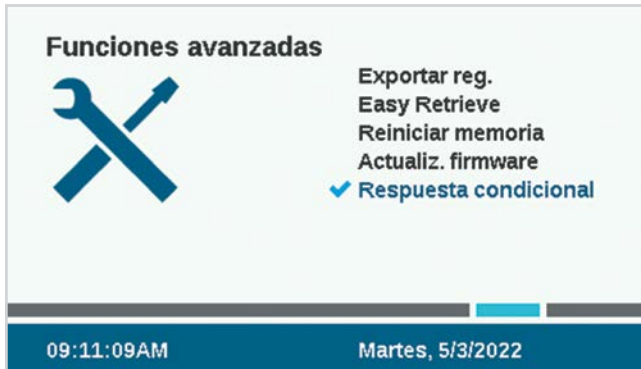 Funciones avanzadas
Exportar reg.
Easy Retrieve
Reiniciar memoria
Actualiz. firmware
Respuesta condicional
09:11:09AM Martes, 5/3/2022